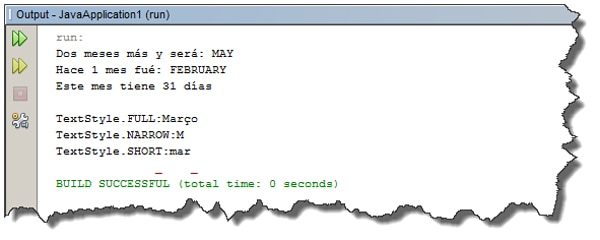 Output - JavaApplication1 (run)
run:
Dos meses más y será: MAY
Hace 1 mes fué: FEBRUARY
Este mes tiene 31 días
TextStyle.FULL:Março
TextStyle.NARROW:M
TextStyle.SHORT:mar
BUILD SUCCESSFUL (total time: 0 seconds)